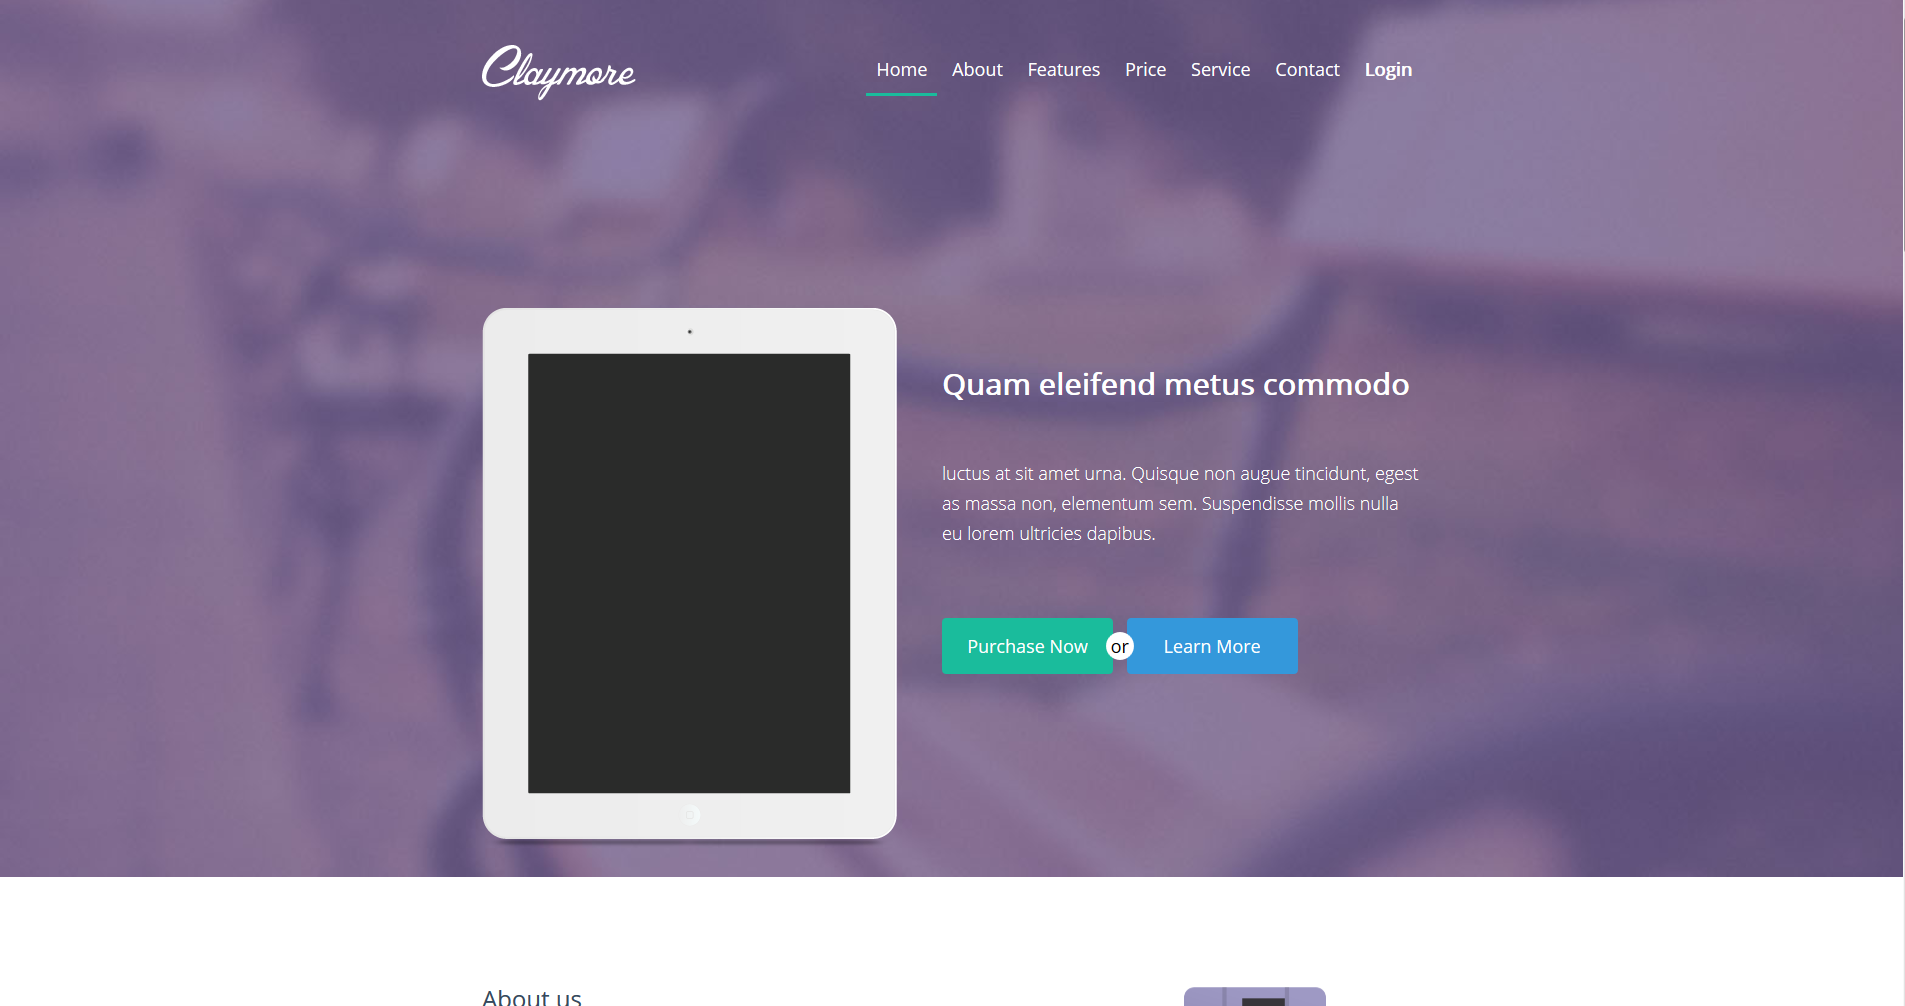 Claymore
Home About Features Price Service Contact Login
Quam eleifend metus commodo
luctus at sit amet urna. Quisque non augue tincidunt, egest
as massa non, elementum sem. Suspendisse mollis nulla
eu lorem ultricies dapibus.
Purchase Now or Learn More
About us